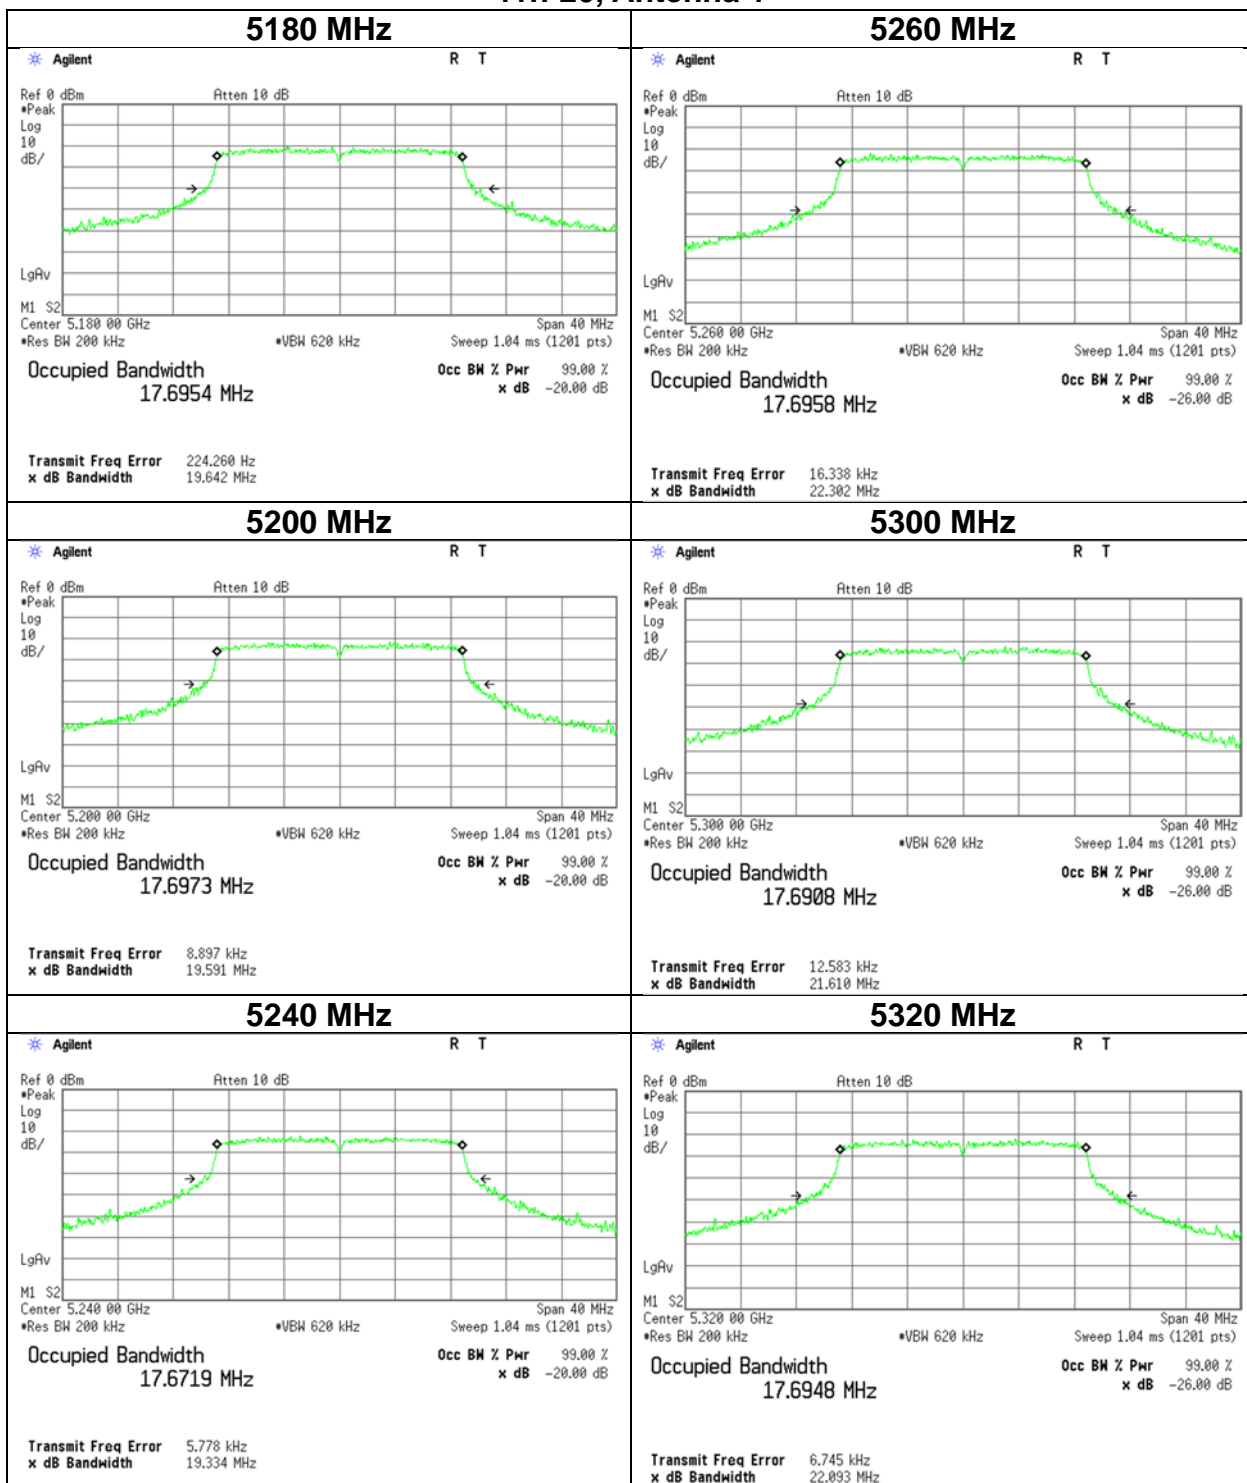 5180 MHz
Agilent R T
Ref 0 dBm Atten 10 dB
*Peak
Log
10
dB/
LgAv
M1 S2
Center 5.180 00 GHz Span 40 MHz
*Res BW 200 kHz *VBW 620 kHz Sweep 1.04 ms (1201 pts)
Occupied Bandwidth Occ BW % Pwr 99.00 %
17.6954 MHz x dB -20.00 dB
Transmit Freq Error 224.260 Hz
x dB Bandwidth 19.642 MHz
5260 MHz
Agilent R T
Ref 0 dBm Atten 10 dB
*Peak
Log
10
dB/
LgAv
M1 S2
Center 5.260 00 GHz Span 40 MHz
*Res BW 200 kHz *VBW 620 kHz Sweep 1.04 ms (1201 pts)
Occupied Bandwidth Occ BW % Pwr 99.00 %
17.6958 MHz x dB -26.00 dB
Transmit Freq Error 16.338 kHz
x dB Bandwidth 22.302 MHz
5200 MHz
Agilent R T
Ref 0 dBm Atten 10 dB
*Peak
Log
10
dB/
LgAv
M1 S2
Center 5.200 00 GHz Span 40 MHz
*Res BW 200 kHz *VBW 620 kHz Sweep 1.04 ms (1201 pts)
Occupied Bandwidth Occ BW % Pwr 99.00 %
17.6973 MHz x dB -20.00 dB
Transmit Freq Error 8.897 kHz
x dB Bandwidth 19.591 MHz
5300 MHz
Agilent R T
Ref 0 dBm Atten 10 dB
*Peak
Log
10
dB/
LgAv
M1 S2
Center 5.300 00 GHz Span 40 MHz
*Res BW 200 kHz *VBW 620 kHz Sweep 1.04 ms (1201 pts)
Occupied Bandwidth Occ BW % Pwr 99.00 %
17.6908 MHz x dB -26.00 dB
Transmit Freq Error 12.583 kHz
x dB Bandwidth 21.610 MHz
5240 MHz
Agilent R T
Ref 0 dBm Atten 10 dB
*Peak
Log
10
dB/
LgAv
M1 S2
Center 5.240 00 GHz Span 40 MHz
*Res BW 200 kHz *VBW 620 kHz Sweep 1.04 ms (1201 pts)
Occupied Bandwidth Occ BW % Pwr 99.00 %
17.6719 MHz x dB -20.00 dB
Transmit Freq Error 5.778 kHz
x dB Bandwidth 19.334 MHz
5320 MHz
Agilent R T
Ref 0 dBm Atten 10 dB
*Peak
Log
10
dB/
LgAv
M1 S2
Center 5.320 00 GHz Span 40 MHz
*Res BW 200 kHz *VBW 620 kHz Sweep 1.04 ms (1201 pts)
Occupied Bandwidth Occ BW % Pwr 99.00 %
17.6948 MHz x dB -26.00 dB
Transmit Freq Error 6.745 kHz
x dB Bandwidth 22.093 MHz